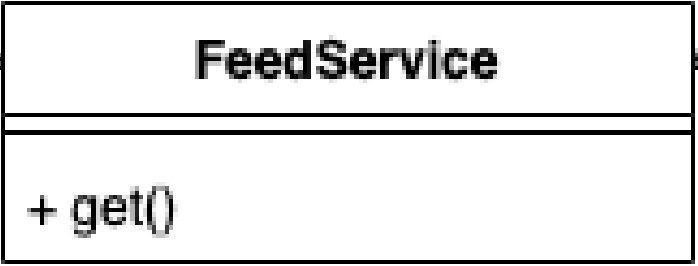 FeedService
+ get()